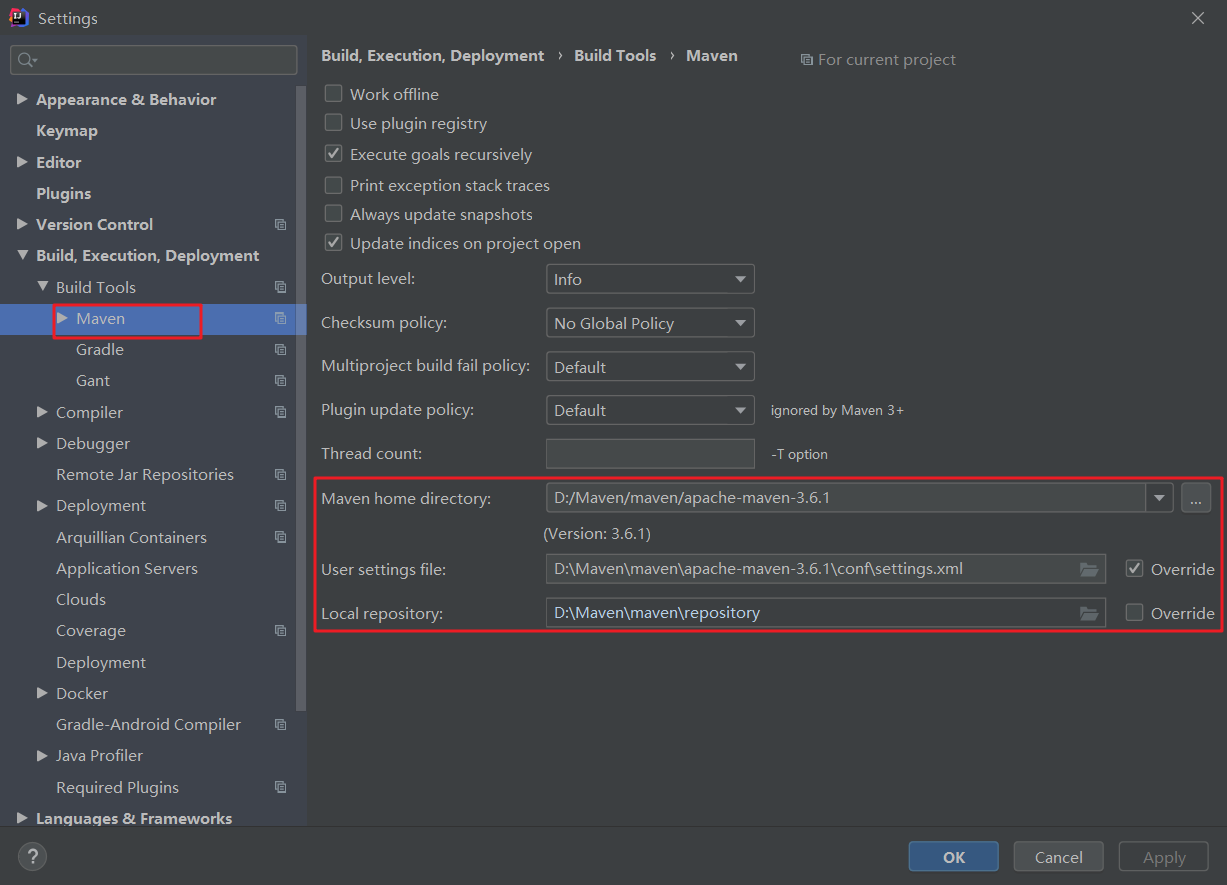 Settings
Appearance & Behavior
Keymap
Editor
Plugins
Version Control
Build, Execution, Deployment
Build Tools
Maven
Gradle
Gant
Compiler
Debugger
Remote Jar Repositories
Deployment
Arquillian Containers
Application Servers
Clouds
Coverage
Deployment
Docker
Gradle-Android Compiler
Java Profiler
Required Plugins
Languages & Frameworks
Build, Execution, Deployment › Build Tools › Maven For current project
Work offline
Use plugin registry
Execute goals recursively
Print exception stack traces
Always update snapshots
Update indices on project open
Output level: Info
Checksum policy: No Global Policy
Multiproject build fail policy: Default
Plugin update policy: Default ignored by Maven 3+
Thread count: -T option
Maven home directory: D:/Maven/maven/apache-maven-3.6.1 ...
(Version: 3.6.1)
User settings file: D:\Maven\maven\apache-maven-3.6.1\conf\settings.xml Override
Local repository: D:\Maven\maven\repository Override
? OK Cancel Apply